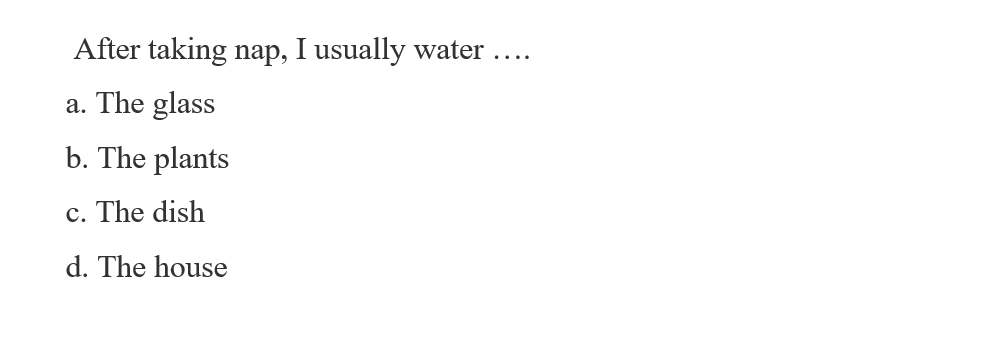 After taking nap, I usually water ....
a. The glass
b. The plants
c. The dish
d. The house